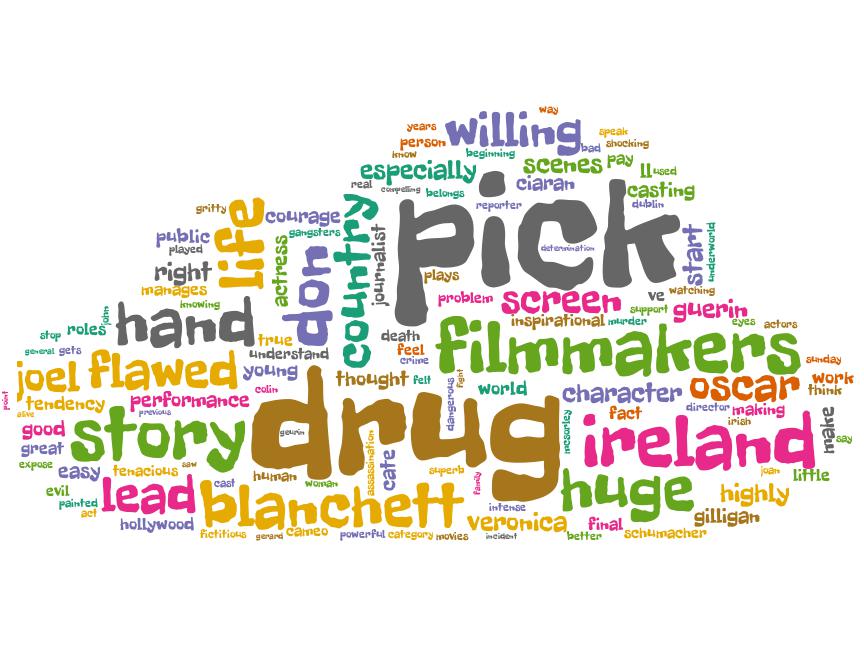 way
years
willing
speak
person
bad
shocking
know
beginning
scenes
pay
especially
ll
used
real
compelling
belongs
ciaran
casting
gritty
life
courage
country
pick
reporter
dublin
public
gangsters
played
actress
don
journalist
determination
start
underworld
right
plays
manages
problem
screen
ve
watching
knowing
support
guerin
john
hand
inspirational
murder
eyes
actors
stop
roles
true
death
filmmakers
general
gets
understand
feel
crime
sunday
joel
flawed
young
thought
felt
fight
world
character
oscar
work
think
point
tendency
alive
performance
previous
colin
drug
dangerous
fact
director
making
irish
make
good
story
geurin
mcsorley
ireland
say
great
expose
easy
tenacious
saw
human
assassination
cate
superb
joan
little
evil
lead
cast
woman
family
huge
highly
painted
act
blanchett
intense
hollywood
veronica
final
gilligan
fictitious
gerard
cameo
powerful
category
movies
incident
better
schumacher